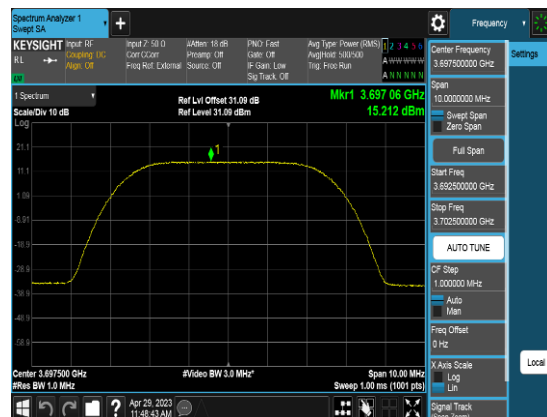 Spectrum Analyzer 1
Swept SA
+
Frequency
KEYSIGHT
RL
Input: RF
Coupling: DC
Align: Off
Input Z: 50 Ω
Corr CCorr
Freq Ref: External
#Atten: 18 dB
Preamp: Off
Source: Off
PNO: Fast
Gate: Off
IF Gain: Low
Sig Track: Off
Avg Type: Power (RMS)
Avg|Hold: 500/500
Trig: Free Run
1 2 3 4 5 6
A W W W W W
A N N N N N
1 Spectrum
Scale/Div 10 dB
Ref Lvl Offset 31.09 dB
Ref Level 31.09 dBm
Mkr1 3.697 06 GHz
15.212 dBm
Log
21.1
11.1
1.09
-8.91
-18.9
-28.9
-38.9
-48.9
-58.9
1
Center 3.697500 GHz
#Res BW 1.0 MHz
#Video BW 3.0 MHz*
Span 10.00 MHz
Sweep 1.00 ms (1001 pts)
Center Frequency
3.697500000 GHz
Span
10.0000000 MHz
Swept Span
Zero Span
Full Span
Start Freq
3.692500000 GHz
Stop Freq
3.702500000 GHz
AUTO TUNE
CF Step
1.000000 MHz
Auto
Man
Freq Offset
0 Hz
X Axis Scale
Log
Lin
Signal Track
Settings
Local
?
Apr 29, 2023
11:48:43 AM